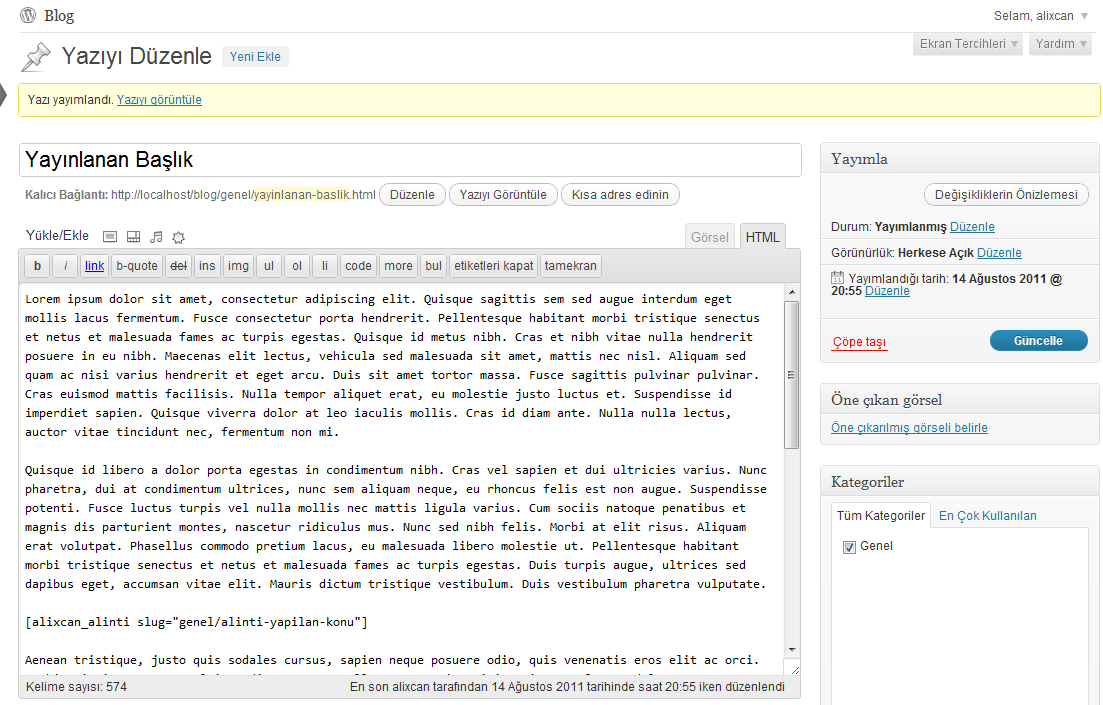 Blog
Selam, alixcan
Yazıyı Düzenle
Yeni Ekle
Ekran Tercihleri
Yardım
Yazı yayımlandı. Yazıyı görüntüle
Yayınlanan Başlık
Kalıcı Bağlantı: http://localhost/blog/genel/yayinlanan-baslik.html
Düzenle
Yazıyı Görüntüle
Kısa adres edinin
Yükle/Ekle
Görsel
HTML
b
i
link
b-quote
del
ins
img
ul
ol
li
code
more
bul
etiketleri kapat
tamekran
Lorem ipsum dolor sit amet, consectetur adipiscing elit. Quisque sagittis sem sed augue interdum eget
mollis lacus fermentum. Fusce consectetur porta hendrerit. Pellentesque habitant morbi tristique senectus
et netus et malesuada fames ac turpis egestas. Quisque id metus nibh. Cras et nibh vitae nulla hendrerit
posuere in eu nibh. Maecenas elit lectus, vehicula sed malesuada sit amet, mattis nec nisl. Aliquam sed
quam ac nisi varius hendrerit et eget arcu. Duis sit amet tortor massa. Fusce sagittis pulvinar pulvinar.
Cras euismod mattis facilisis. Nulla tempor aliquet erat, eu molestie justo luctus et. Suspendisse id
imperdiet sapien. Quisque viverra dolor at leo iaculis mollis. Cras id diam ante. Nulla nulla lectus,
auctor vitae tincidunt nec, fermentum non mi.
Quisque id libero a dolor porta egestas in condimentum nibh. Cras vel sapien et dui ultricies varius. Nunc
pharetra, dui at condimentum ultrices, nunc sem aliquam neque, eu rhoncus felis est non augue. Suspendisse
potenti. Fusce luctus turpis vel nulla mollis nec mattis ligula varius. Cum sociis natoque penatibus et
magnis dis parturient montes, nascetur ridiculus mus. Nunc sed nibh felis. Morbi at elit risus. Aliquam
erat volutpat. Phasellus commodo pretium lacus, eu malesuada libero molestie ut. Pellentesque habitant
morbi tristique senectus et netus et malesuada fames ac turpis egestas. Duis turpis augue, ultrices sed
dapibus eget, accumsan vitae elit. Mauris dictum tristique vestibulum. Duis vestibulum pharetra vulputate.
[alixcan_alinti slug="genel/alinti-yapilan-konu"]
Aenean tristique, justo quis sodales cursus, sapien neque posuere odio, quis venenatis eros elit ac orci.
Kelime sayısı: 574
En son alixcan tarafından 14 Ağustos 2011 tarihinde saat 20:55 iken düzenlendi
Yayımla
Değişikliklerin Önizlemesi
Durum: Yayımlanmış Düzenle
Görünürlük: Herkese Açık Düzenle
Yayımlandığı tarih: 14 Ağustos 2011 @
20:55 Düzenle
Çöpe taşı
Güncelle
Öne çıkan görsel
Öne çıkarılmış görseli belirle
Kategoriler
Tüm Kategoriler
En Çok Kullanılan
Genel